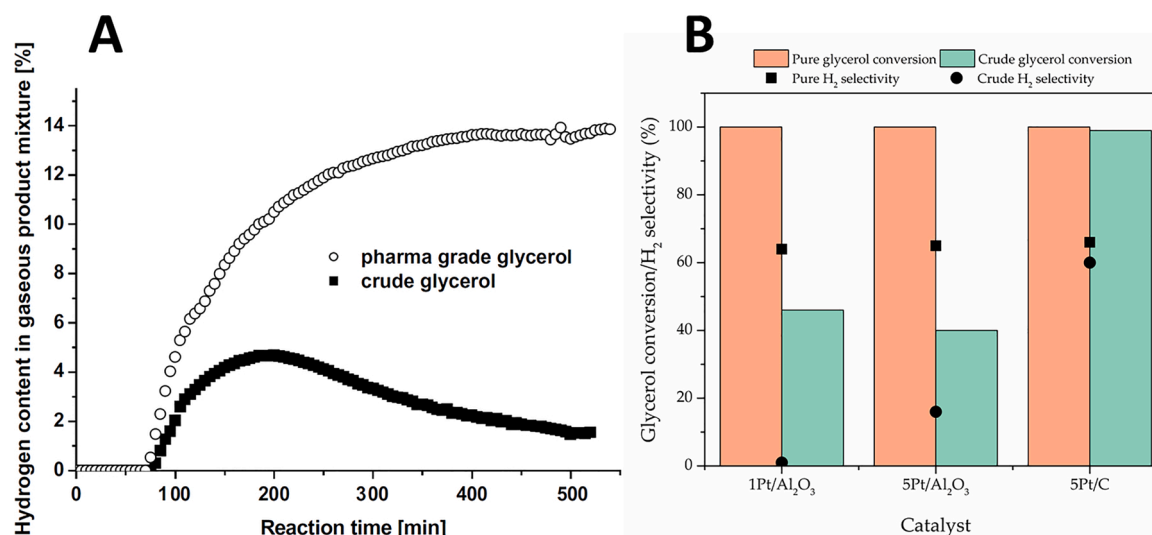 A
Hydrogen content in gaseous product mixture [%]
14
12
10
8
6
4
2
0
0 100 200 300 400 500
Reaction time [min]
pharma grade glycerol
crude glycerol
B
Pure glycerol conversion Crude glycerol conversion
Pure H₂ selectivity Crude H₂ selectivity
Glycerol conversion/H₂ selectivity (%)
100
80
60
40
20
0
1Pt/Al₂O₃ 5Pt/Al₂O₃ 5Pt/C
Catalyst